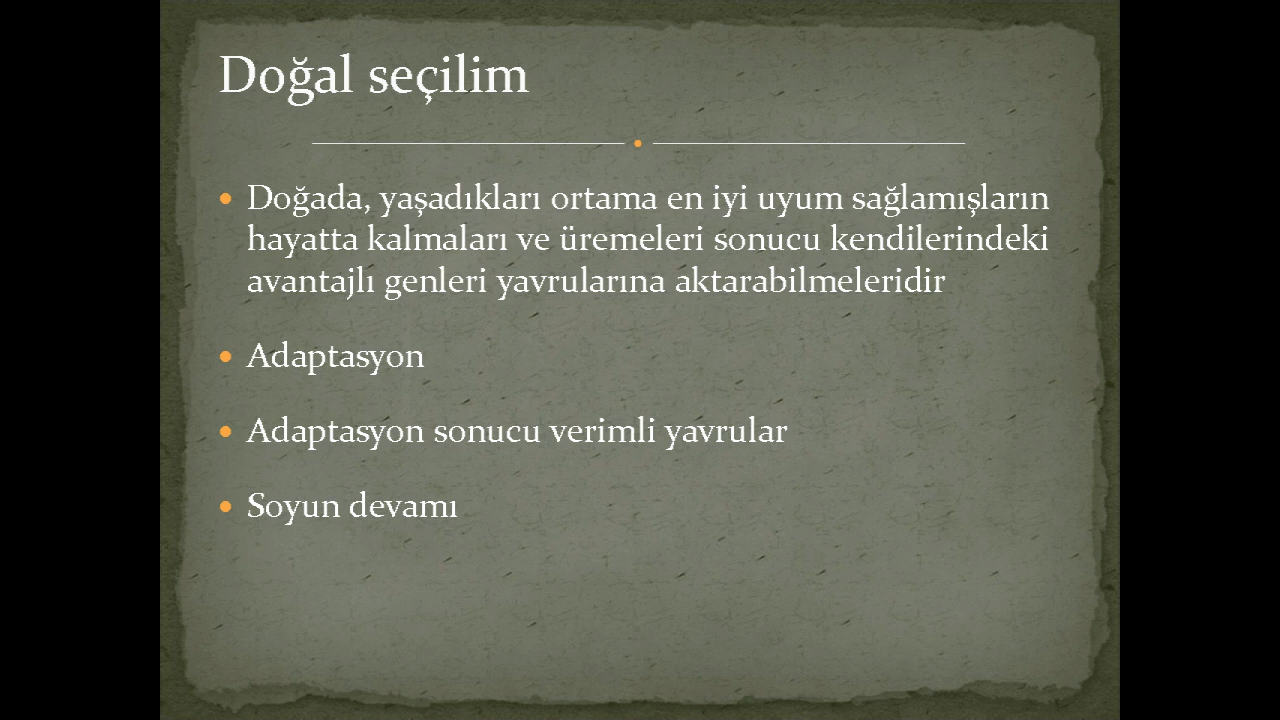 Doğal seçilim
Doğada, yaşadıkları ortama en iyi uyum sağlamışların
hayatta kalmaları ve üremeleri sonucu kendilerindeki
avantajlı genleri yavrularına aktarabilmeleridir
Adaptasyon
Adaptasyon sonucu verimli yavrular
Soyun devamı